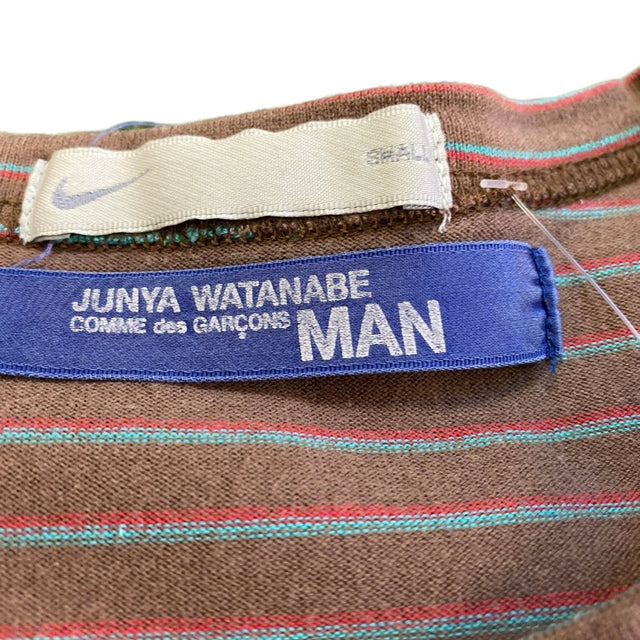 SMALL
JUNYA WATANABE
COMME des GARÇONS MAN